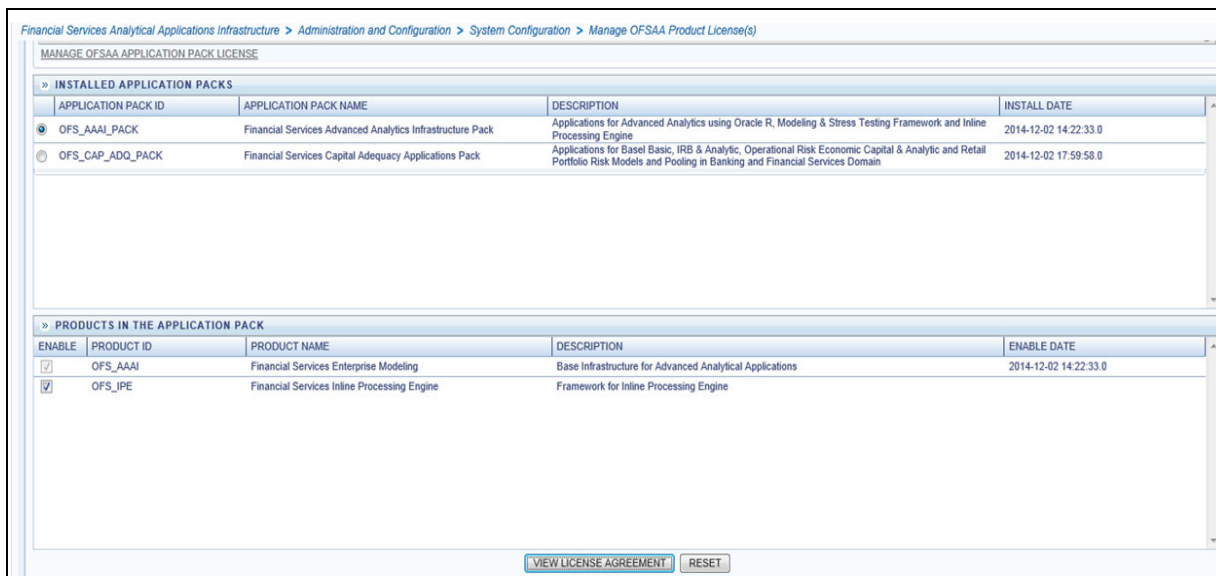 Financial Services Analytical Applications Infrastructure > Administration and Configuration > System Configuration > Manage OFSAA Product License(s)
MANAGE OFSAA APPLICATION PACK LICENSE
» INSTALLED APPLICATION PACKS
APPLICATION PACK ID APPLICATION PACK NAME DESCRIPTION INSTALL DATE
OFS_AAAI_PACK Financial Services Advanced Analytics Infrastructure Pack Applications for Advanced Analytics using Oracle R, Modeling & Stress Testing Framework and Inline Processing Engine 2014-12-02 14:22:33.0
OFS_CAP_ADQ_PACK Financial Services Capital Adequacy Applications Pack Applications for Basel Basic, IRB & Analytic, Operational Risk Economic Capital & Analytic and Retail Portfolio Risk Models and Pooling in Banking and Financial Services Domain 2014-12-02 17:59:58.0
» PRODUCTS IN THE APPLICATION PACK
ENABLE PRODUCT ID PRODUCT NAME DESCRIPTION ENABLE DATE
OFS_AAAI Financial Services Enterprise Modeling Base Infrastructure for Advanced Analytical Applications 2014-12-02 14:22:33.0
OFS_IPE Financial Services Inline Processing Engine Framework for Inline Processing Engine
VIEW LICENSE AGREEMENT RESET